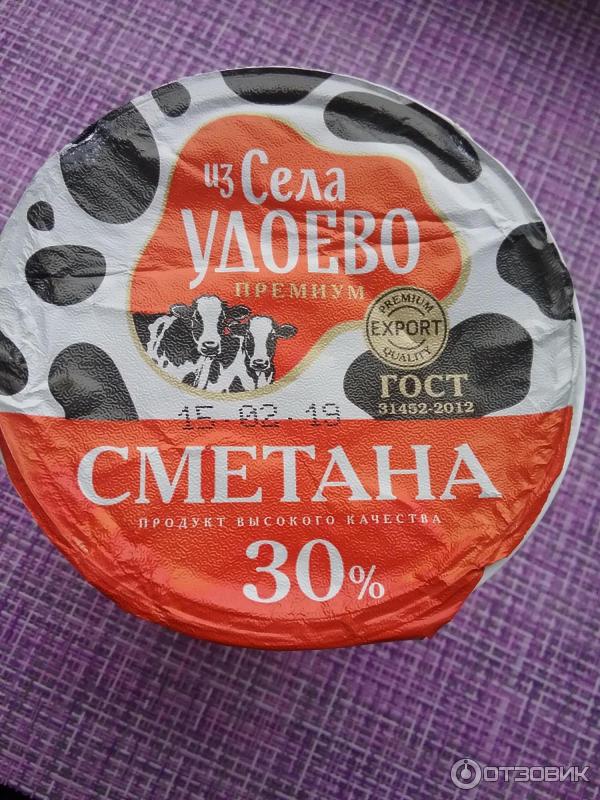 из Села
УДОЕВО
ПРЕМИУМ
PREMIUM
EXPORT
QUALITY
ГОСТ
31452-2012
15.02.19
СМЕТАНА
ПРОДУКТ ВЫСОКОГО КАЧЕСТВА
30%
ОТЗОВИК